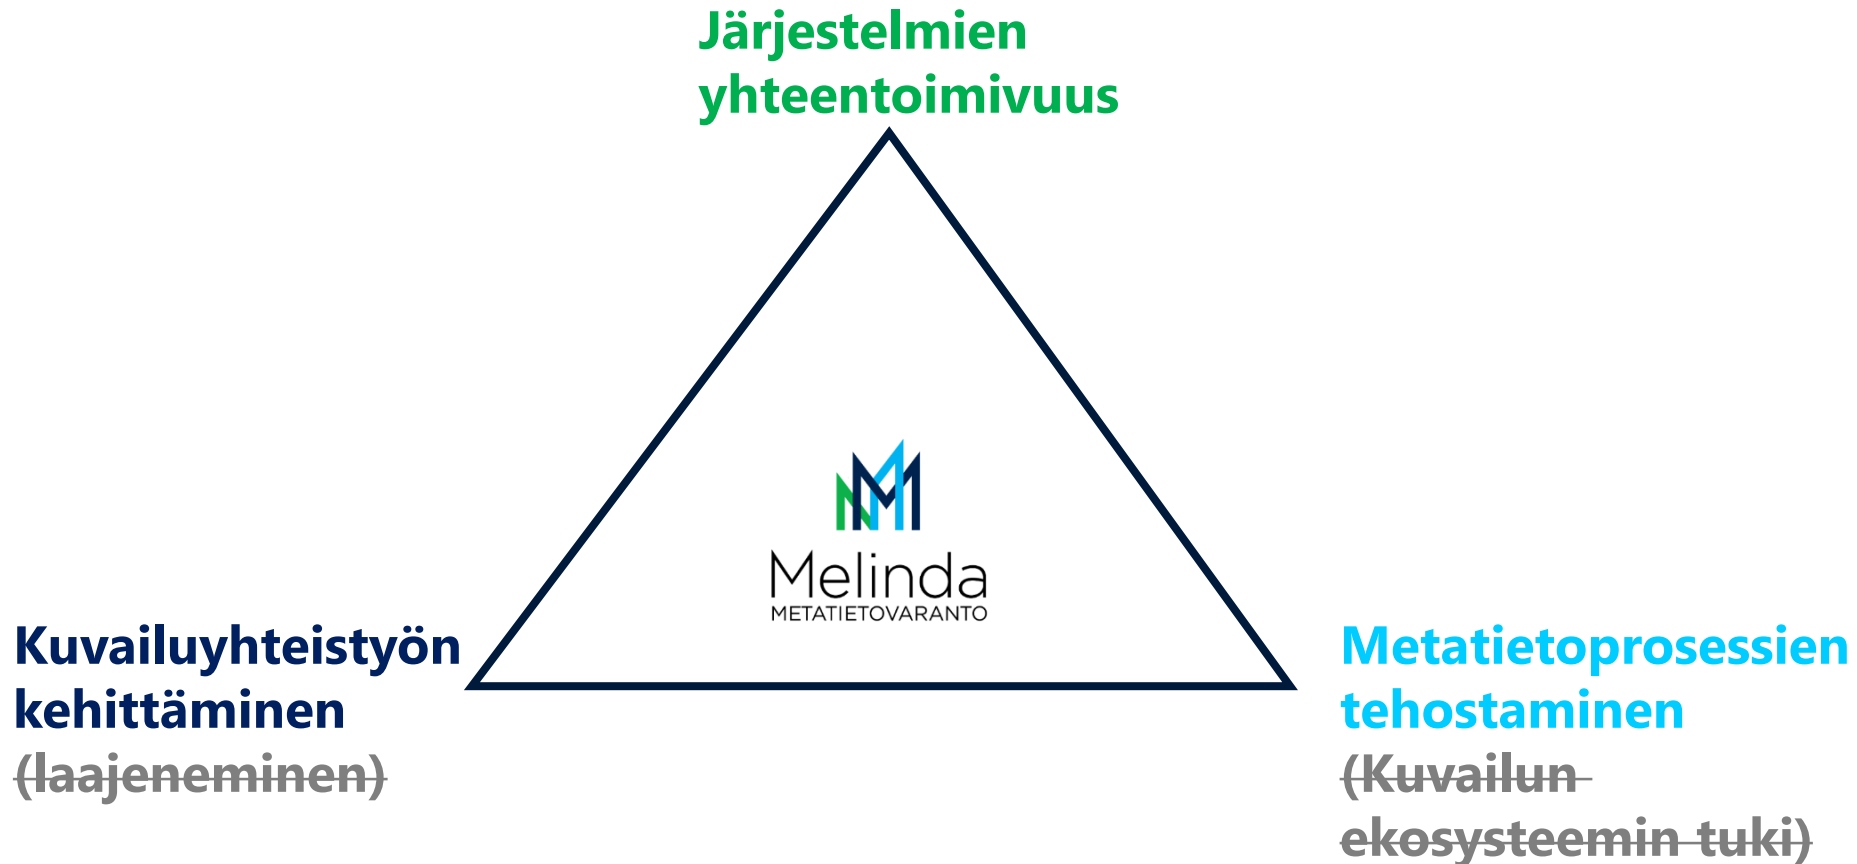 Järjestelmien
yhteentoimivuus
Melinda
METATIETOVARANTO
Kuvailuyhteistyön
kehittäminen
(laajeneminen)
Metatietoprosessien
tehostaminen
(Kuvailun
ekosysteemin tuki)